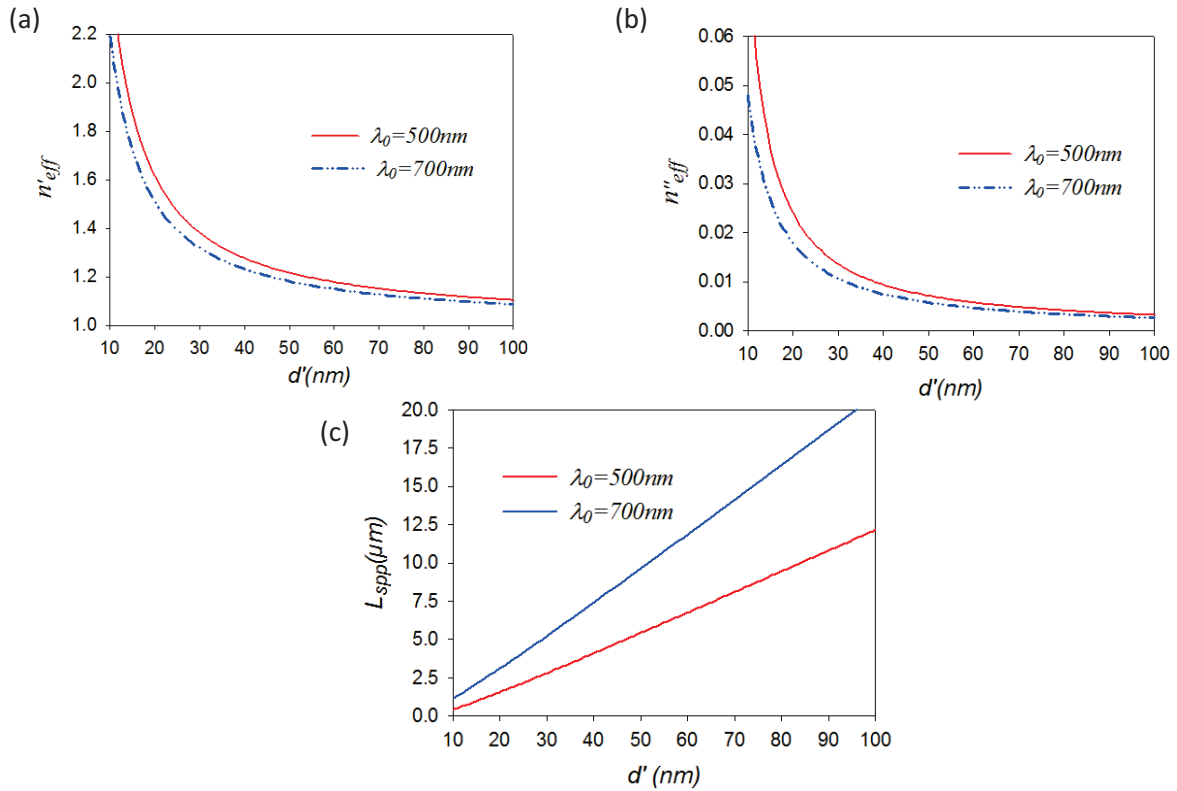 (a)
2.2
2.0
1.8
1.6
1.4
1.2
1.0
n'eff
λ0=500nm
λ0=700nm
10 20 30 40 50 60 70 80 90 100
d'(nm)
(b)
0.06
0.05
0.04
0.03
0.02
0.01
0.00
n''eff
λ0=500nm
λ0=700nm
10 20 30 40 50 60 70 80 90 100
d'(nm)
(c)
20.0
17.5
15.0
12.5
10.0
7.5
5.0
2.5
0.0
Lspp(μm)
λ0=500nm
λ0=700nm
10 20 30 40 50 60 70 80 90 100
d' (nm)